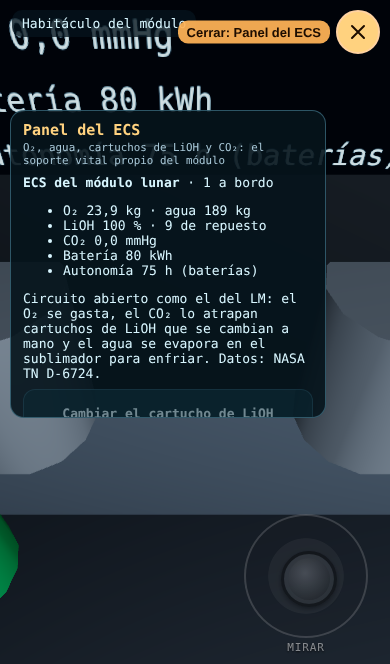 Habitáculo del módulo
0,0 mmHg
Cerrar: Panel del ECS
tería 80 kWh
Panel del ECS
O₂, agua, cartuchos de LiOH y CO₂: el
soporte vital propio del módulo
(baterías)
ECS del módulo lunar · 1 a bordo
• O₂ 23,9 kg · agua 189 kg
• LiOH 100 % · 9 de repuesto
• CO₂ 0,0 mmHg
• Batería 80 kWh
• Autonomía 75 h (baterías)
Circuito abierto como el del LM: el
O₂ se gasta, el CO₂ lo atrapan
cartuchos de LiOH que se cambian a
mano y el agua se evapora en el
sublimador para enfriar. Datos: NASA
TN D-6724.
Cambiar el cartucho de LiOH
MIRAR